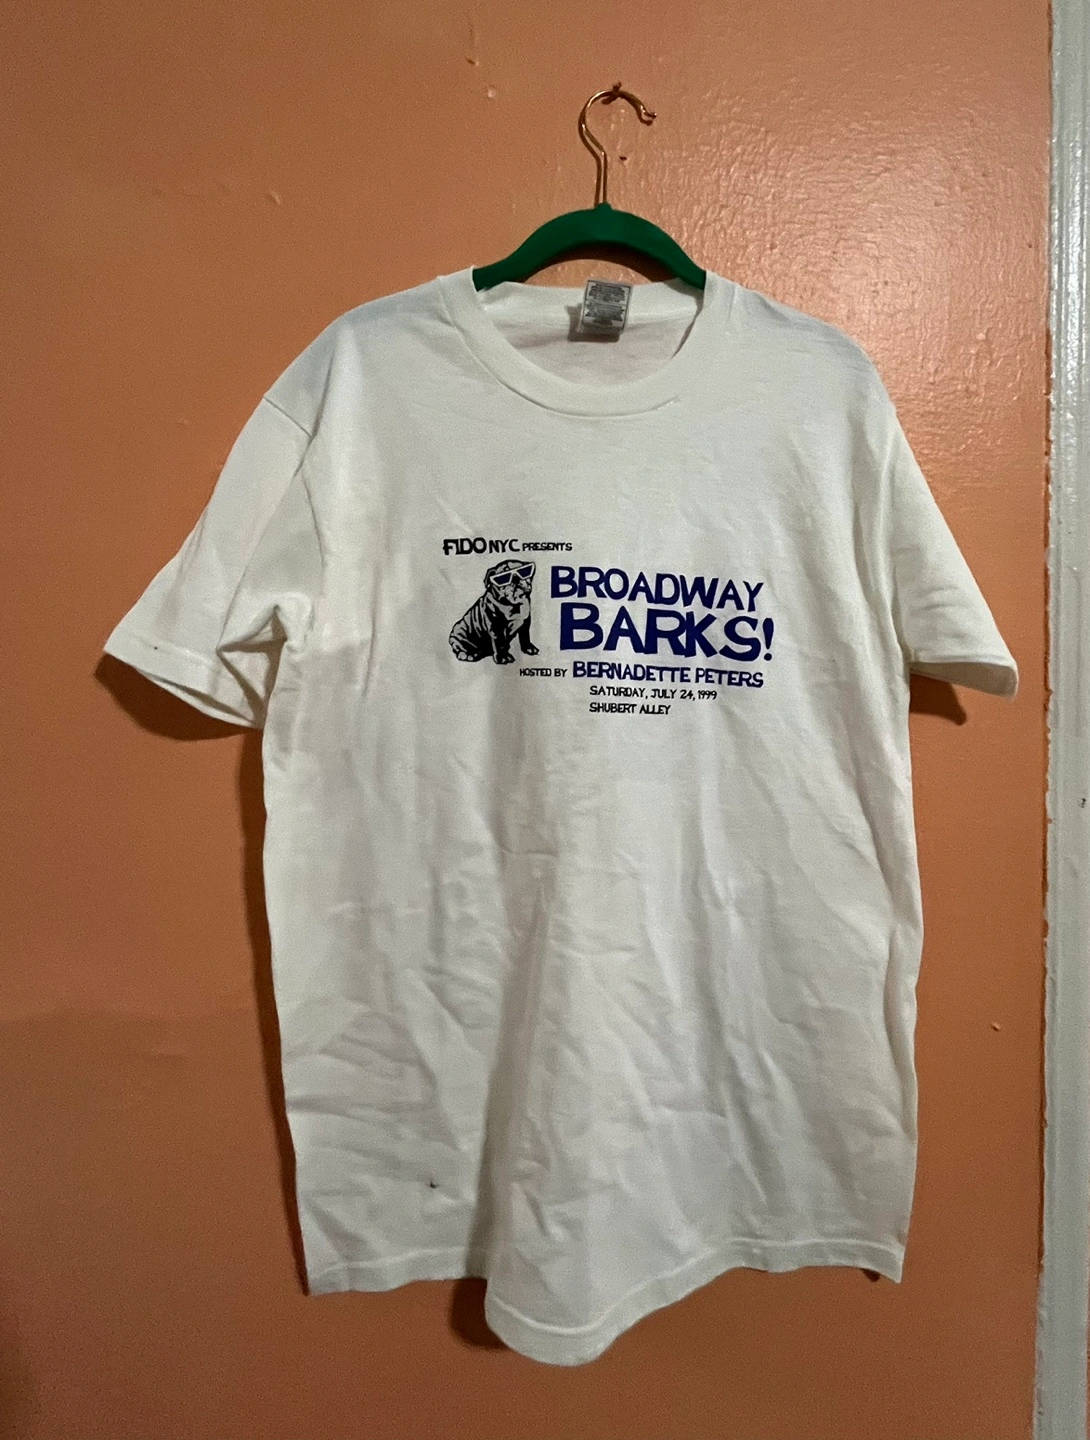 FIDO NYC PRESENTS
BROADWAY
BARKS!
HOSTED BY BERNADETTE PETERS
SATURDAY, JULY 24, 1999
SHUBERT ALLEY